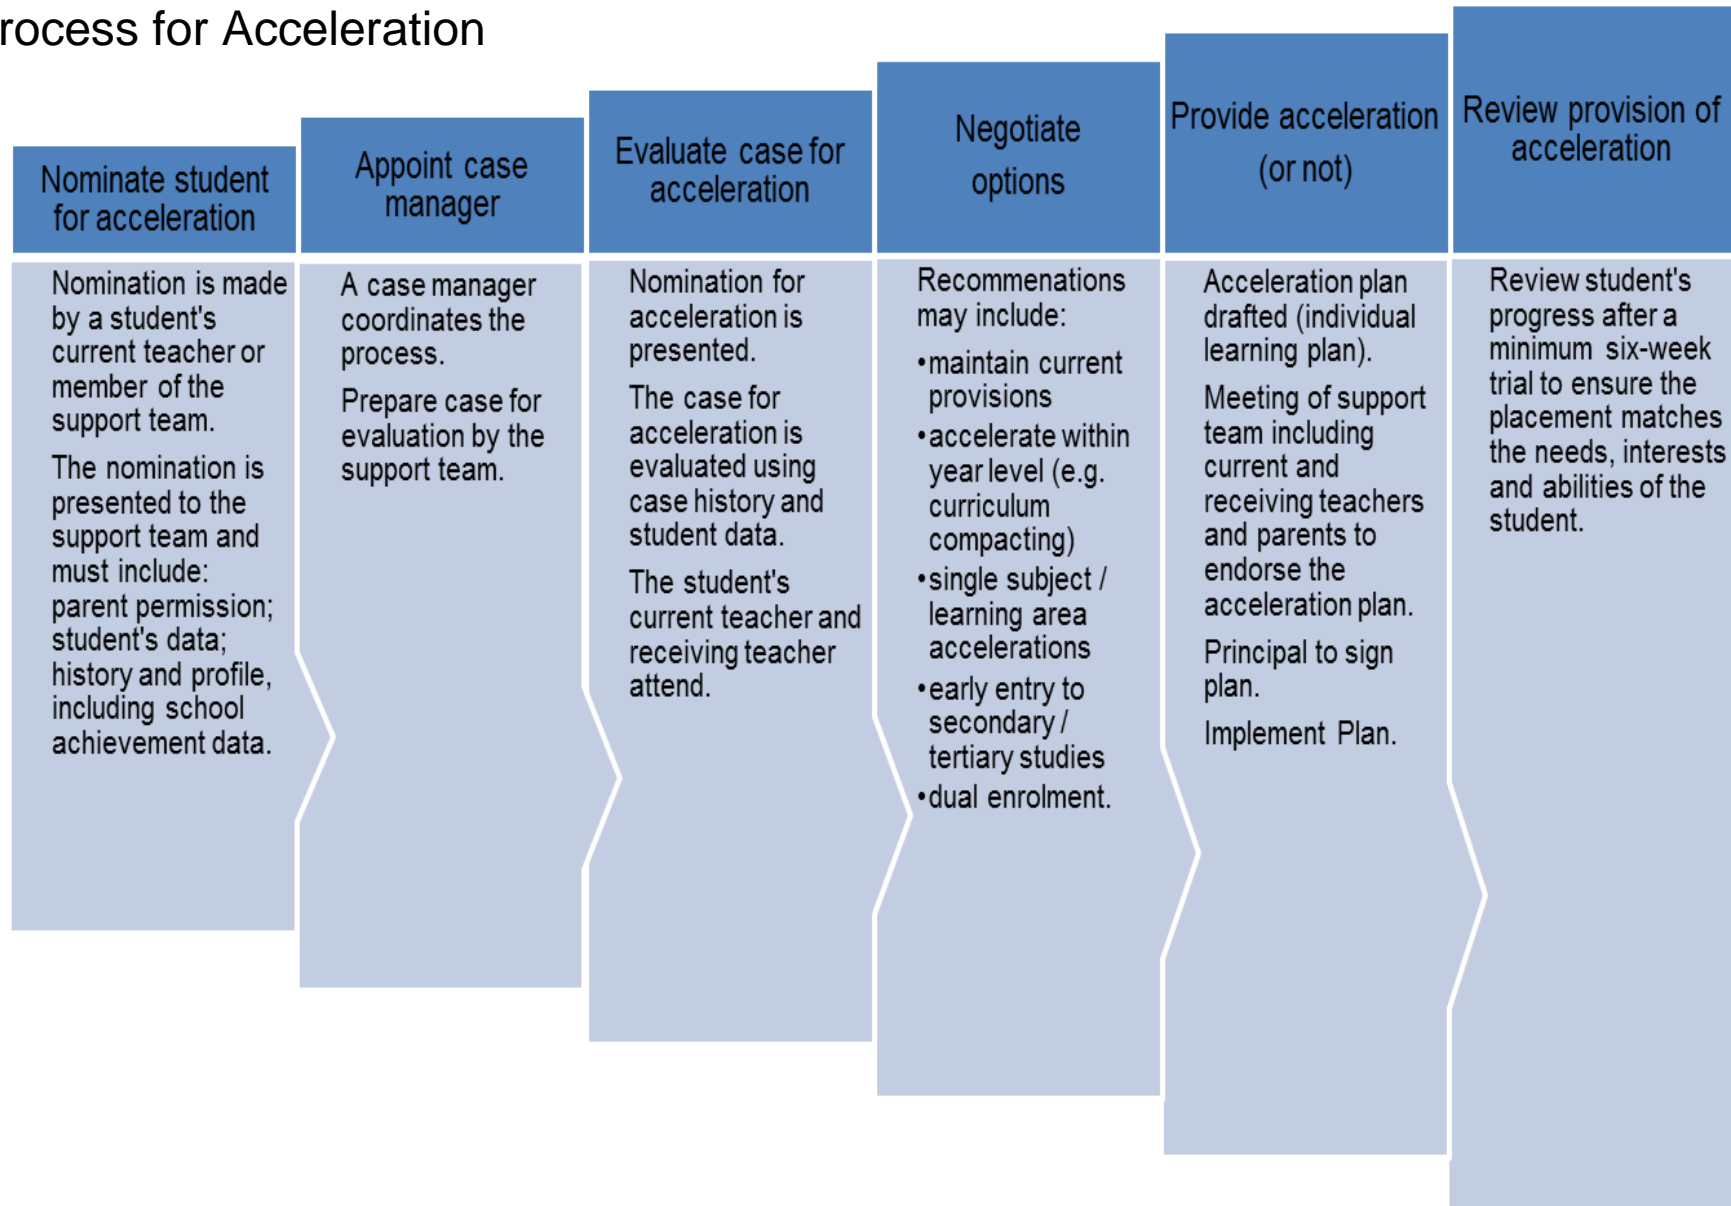 rocess for Acceleration
Nominate student
for acceleration
Nomination is made
by a student's
current teacher or
member of the
support team.
The nomination is
presented to the
support team and
must include:
parent permission;
student's data;
history and profile,
including school
achievement data.
Appoint case
manager
A case manager
coordinates the
process.
Prepare case for
evaluation by the
support team.
Evaluate case for
acceleration
Nomination for
acceleration is
presented.
The case for
acceleration is
evaluated using
case history and
student data.
The student's
current teacher and
receiving teacher
attend.
Negotiate
options
Recommenations
may include:
•maintain current
provisions
•accelerate within
year level (e.g.
curriculum
compacting)
•single subject /
learning area
accelerations
•early entry to
secondary /
tertiary studies
•dual enrolment.
Provide acceleration
(or not)
Acceleration plan
drafted (individual
learning plan).
Meeting of support
team including
current and
receiving teachers
and parents to
endorse the
acceleration plan.
Principal to sign
plan.
Implement Plan.
Review provision of
acceleration
Review student's
progress after a
minimum six-week
trial to ensure the
placement matches
the needs, interests
and abilities of the
student.